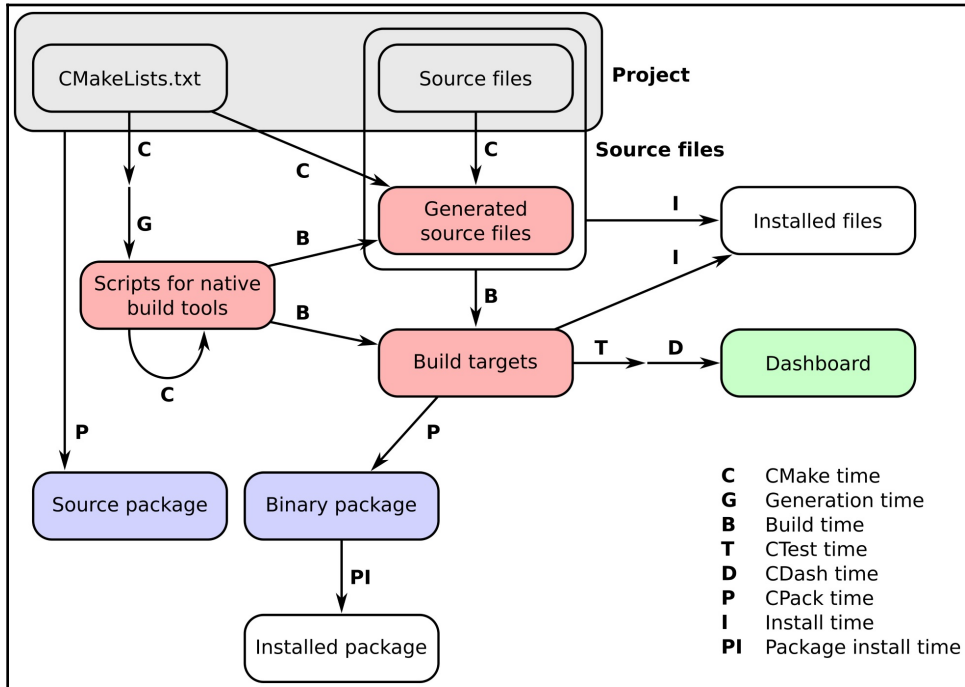 CMakeLists.txt
Source files
Project
C
C
C
Source files
G
B
Generated
source files
I
Installed files
Scripts for native
build tools
B
B
I
C
Build targets
T
D
Dashboard
P
P
Source package
Binary package
PI
Installed package
C CMake time
G Generation time
B Build time
T CTest time
D CDash time
P CPack time
I Install time
PI Package install time